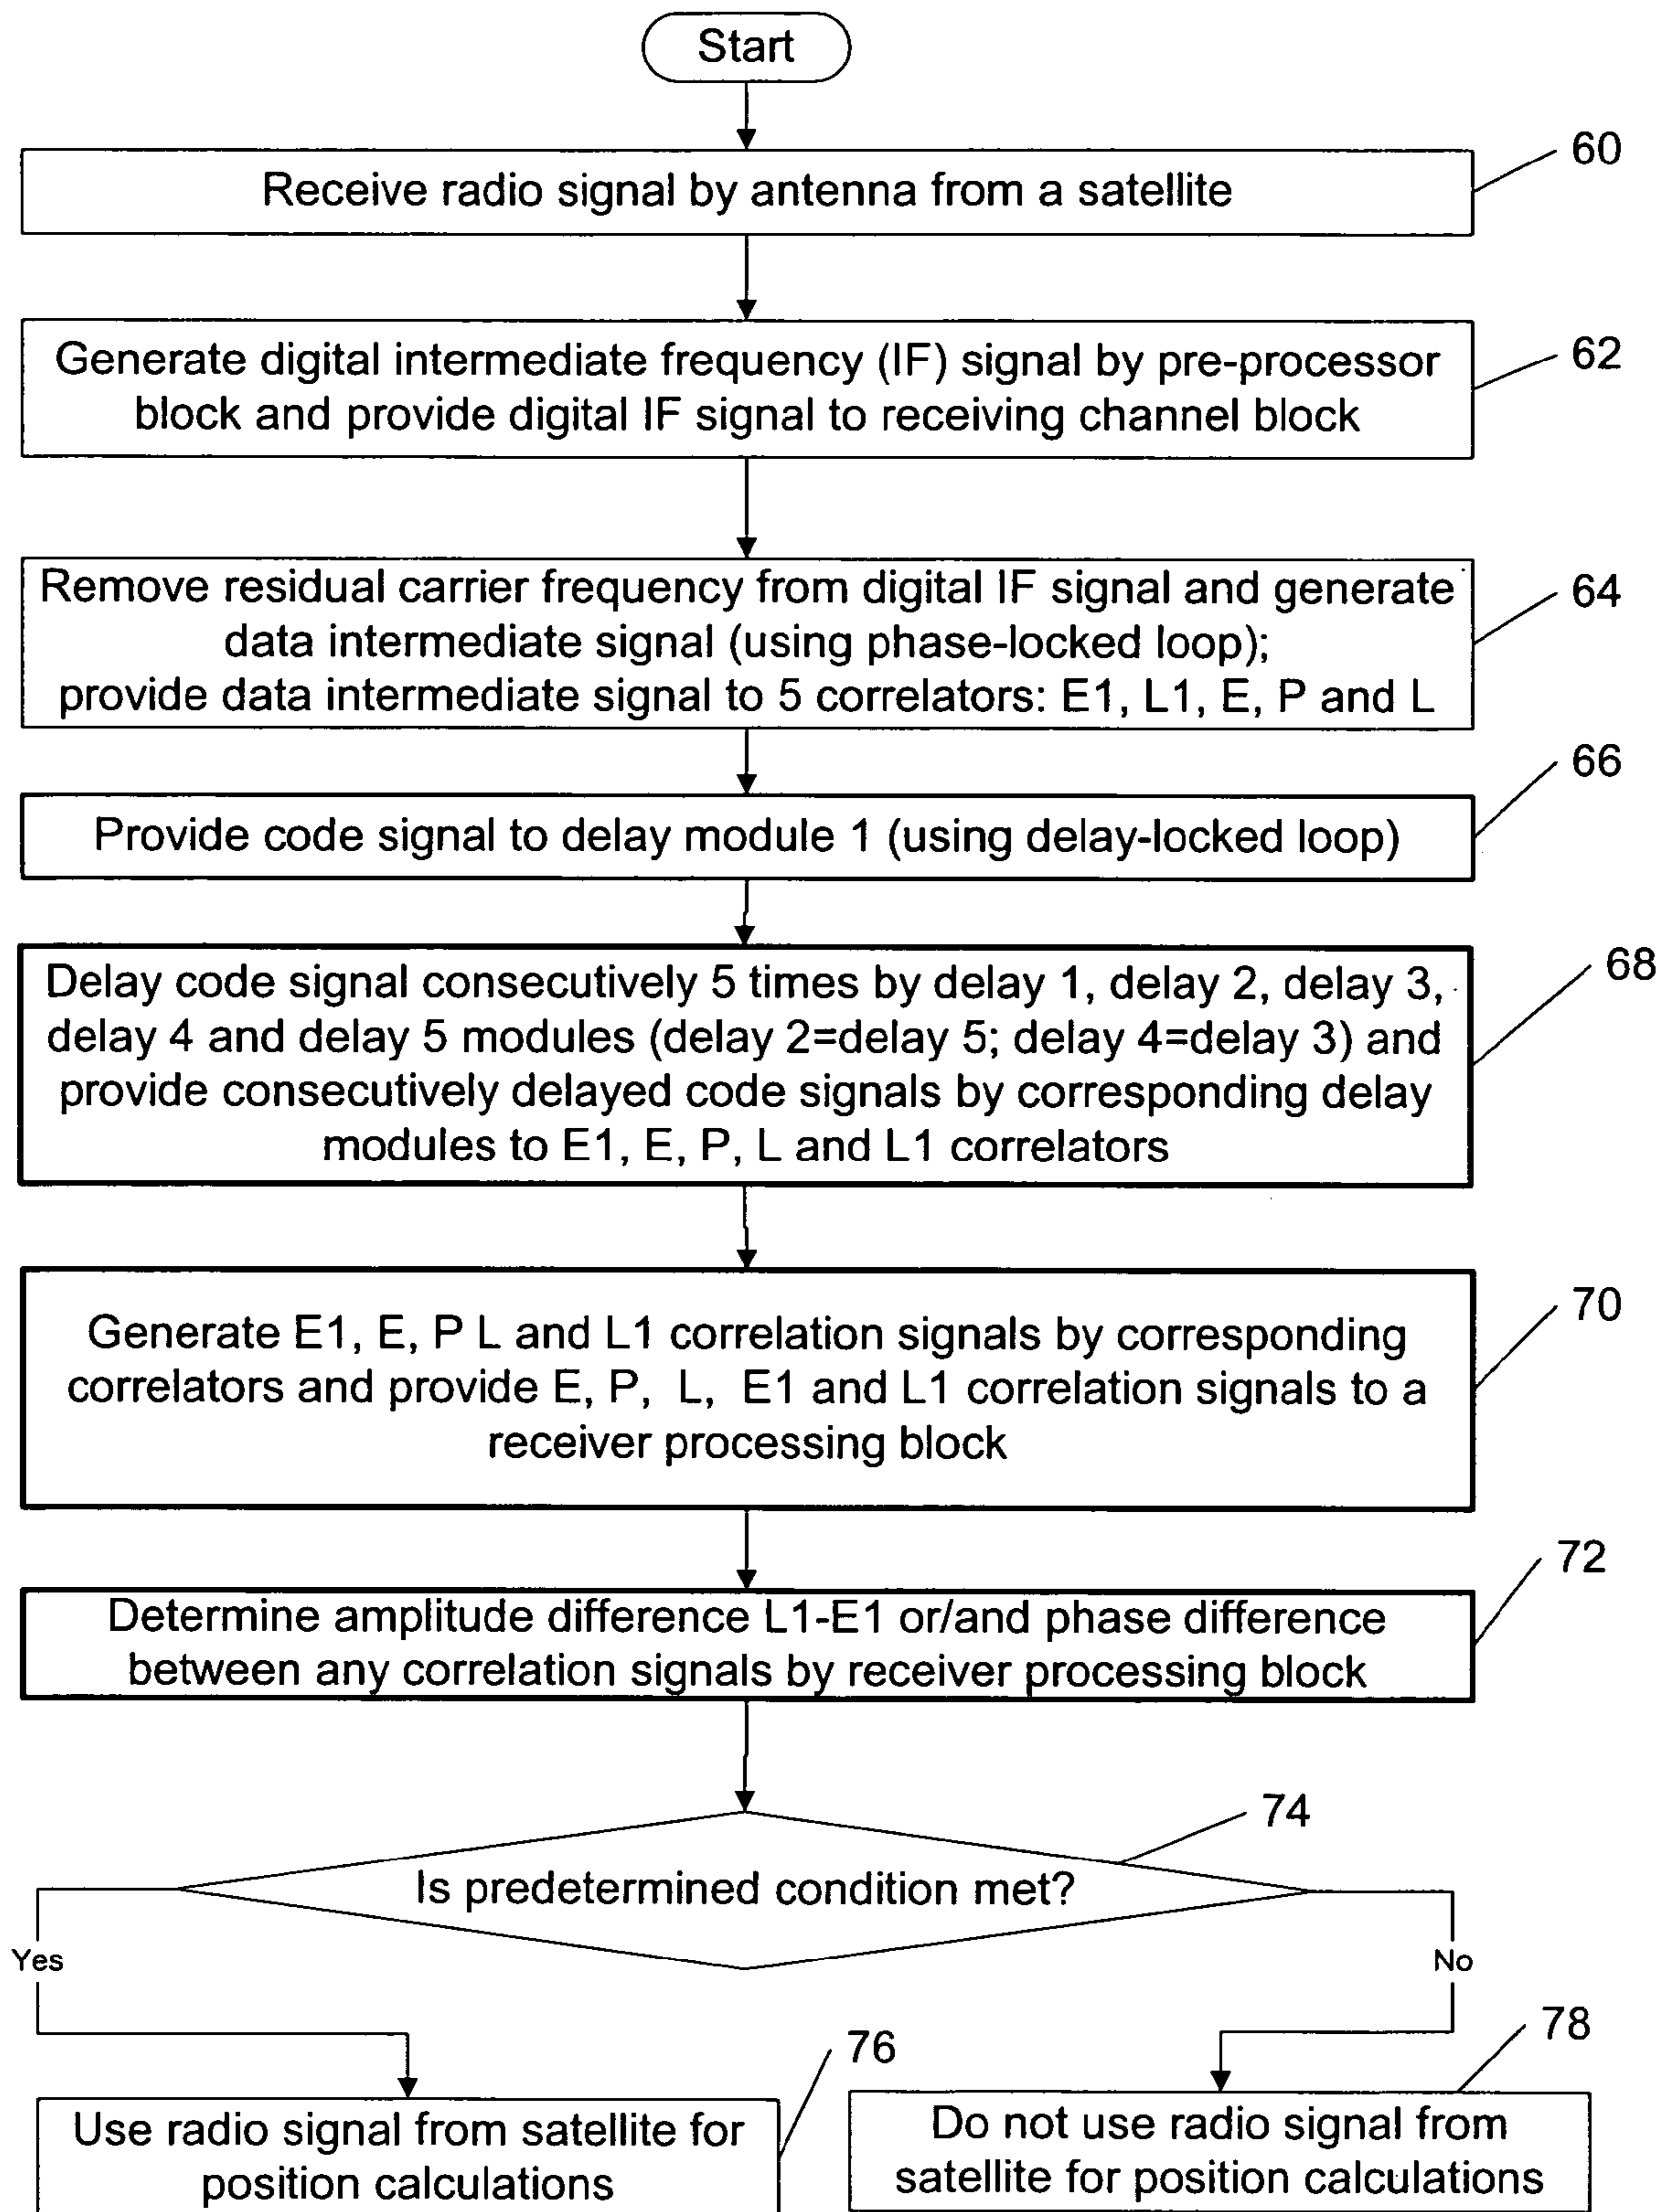 Start
60
Receive radio signal by antenna from a satellite
62
Generate digital intermediate frequency (IF) signal by pre-processor
block and provide digital IF signal to receiving channel block
64
Remove residual carrier frequency from digital IF signal and generate
data intermediate signal (using phase-locked loop);
provide data intermediate signal to 5 correlators: E1, L1, E, P and L
66
Provide code signal to delay module 1 (using delay-locked loop)
68
Delay code signal consecutively 5 times by delay 1, delay 2, delay 3,
delay 4 and delay 5 modules (delay 2=delay 5; delay 4=delay 3) and
provide consecutively delayed code signals by corresponding delay
modules to E1, E, P, L and L1 correlators
70
Generate E1, E, P L and L1 correlation signals by corresponding
correlators and provide E, P, L, E1 and L1 correlation signals to a
receiver processing block
72
Determine amplitude difference L1-E1 or/and phase difference
between any correlation signals by receiver processing block
74
Is predetermined condition met?
Yes
No
76
Use radio signal from satellite for
position calculations
78
Do not use radio signal from
satellite for position calculations